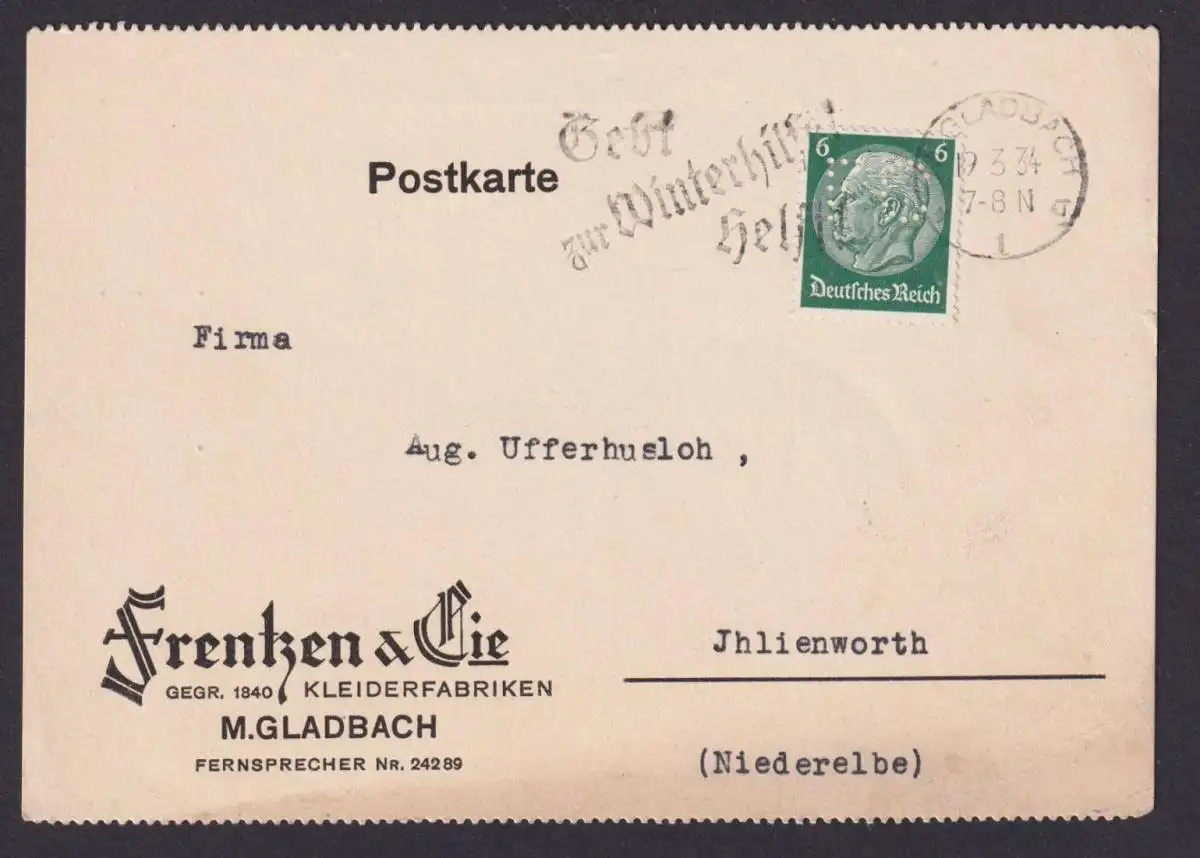 Postkarte
Gebt
zur Winterhilfe!
Helft
GLADBACH
9 3.34
7-8 N
1
6 6
Deutsches Reich
Firma
Aug. Ufferhusloh ,
Jhlienworth
(Niederelbe)
Frentzen & Cie
GEGR. 1840 KLEIDERFABRIKEN
M.GLADBACH
FERNSPRECHER NR. 24289